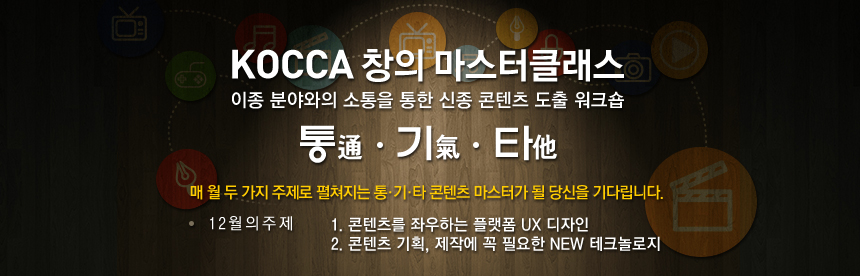 KOCCA 창의 마스터클래스
이종 분야와의 소통을 통한 신종 콘텐츠 도출 워크숍
통通 · 기氣 · 타他
매 월 두 가지 주제로 펼쳐지는 통·기·타 콘텐츠 마스터가 될 당신을 기다립니다.
• 12월의주제
1. 콘텐츠를 좌우하는 플랫폼 UX 디자인
2. 콘텐츠 기획, 제작에 꼭 필요한 NEW 테크놀로지